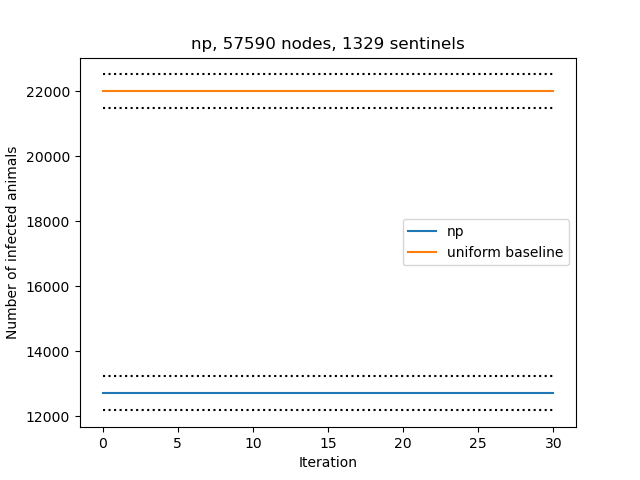 np, 57590 nodes, 1329 sentinels
Number of infected animals
22000
20000
18000
16000
14000
12000
np
uniform baseline
0 5 10 15 20 25 30
Iteration